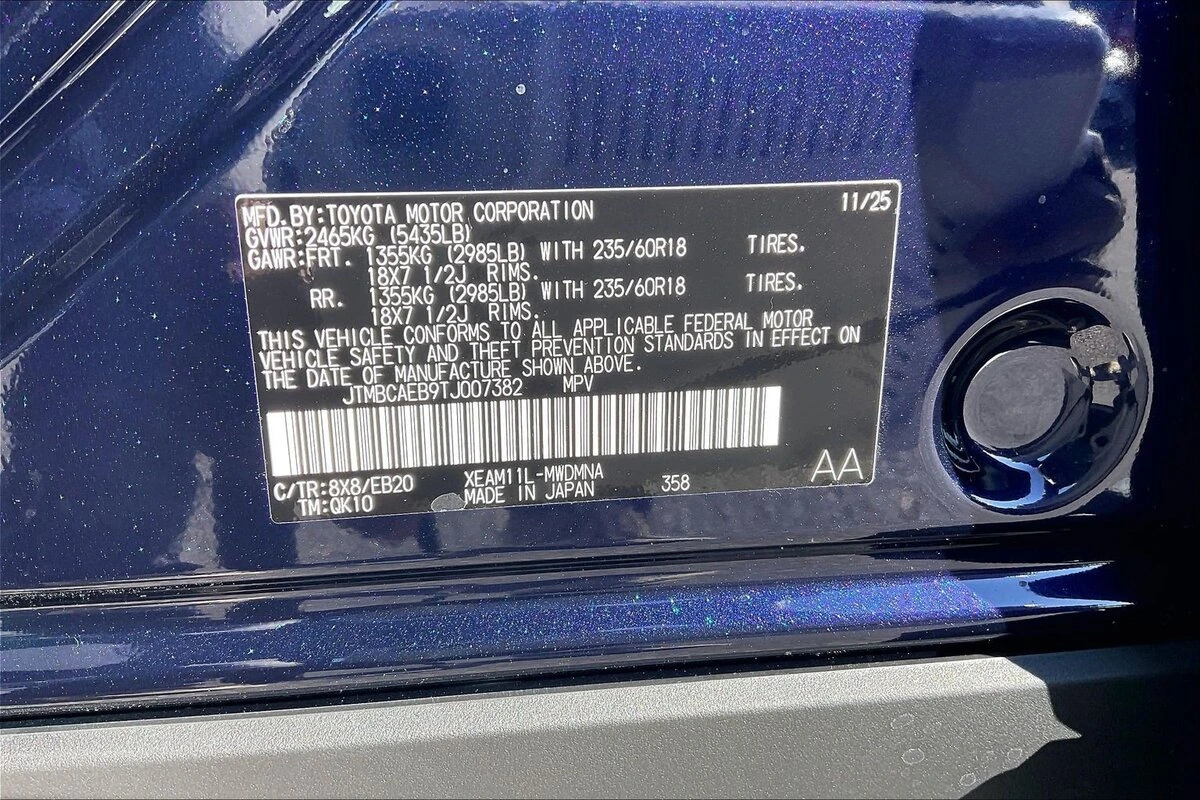 MFD.BY:TOYOTA MOTOR CORPORATION 11/25
GVWR:2465KG (5435LB)
GAWR:FRT. 1355KG (2985LB) WITH 235/60R18 TIRES.
18X7 1/2J RIMS.
RR. 1355KG (2985LB) WITH 235/60R18 TIRES.
18X7 1/2J RIMS.
THIS VEHICLE CONFORMS TO ALL APPLICABLE FEDERAL MOTOR
VEHICLE SAFETY AND THEFT PREVENTION STANDARDS IN EFFECT ON
THE DATE OF MANUFACTURE SHOWN ABOVE.
JTMBCAEB9TJ007382 MPV
C/TR:8X8/EB20 XEAM11L-MWDMNA AA
TM:QK10 MADE IN JAPAN 358